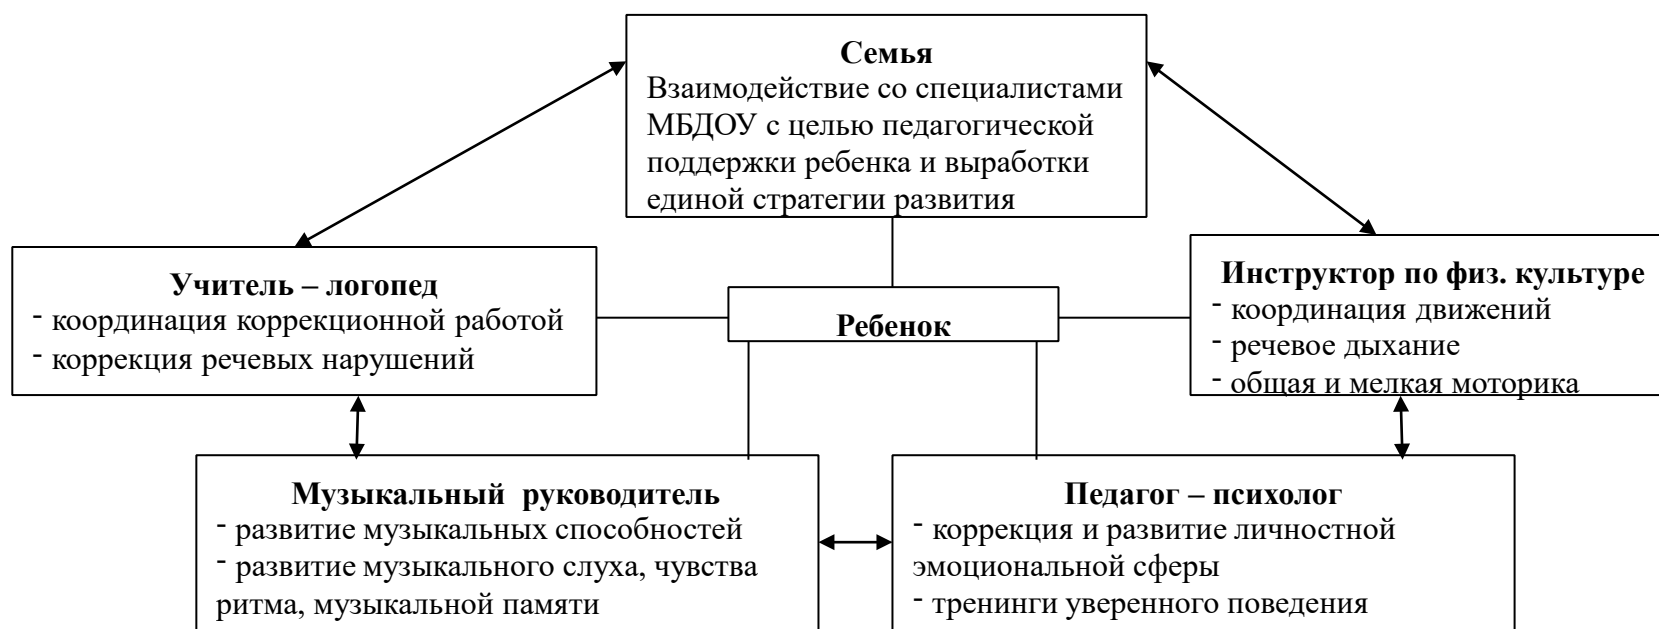 Семья
Взаимодействие со специалистами
МБДОУ с целью педагогической
поддержки ребенка и выработки
единой стратегии развития
Учитель – логопед
- координация коррекционной работой
- коррекция речевых нарушений
Ребенок
Инструктор по физ. культуре
- координация движений
- речевое дыхание
- общая и мелкая моторика
Музыкальный  руководитель
- развитие музыкальных способностей
- развитие музыкального слуха, чувства
ритма, музыкальной памяти
Педагог – психолог
- коррекция и развитие личностной
эмоциональной сферы
- тренинги уверенного поведения